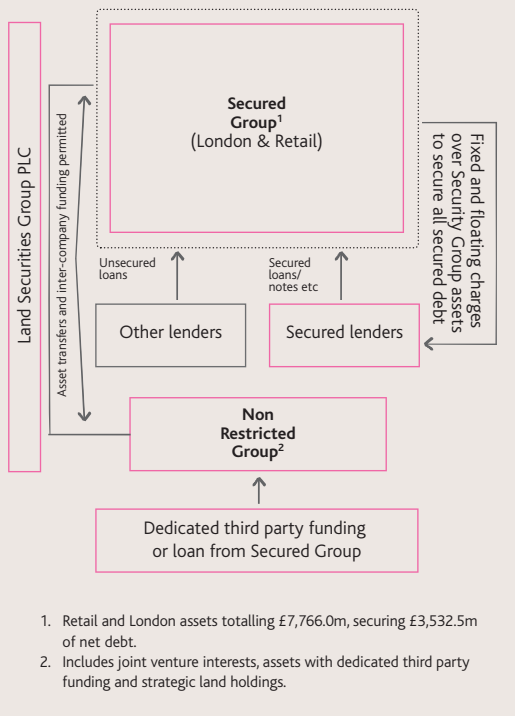 Land Securities Group PLC
Asset transfers and inter-company funding permitted
Secured
Group1
(London & Retail)
Fixed and floating charges
over Security Group assets
to secure all secured debt
Unsecured
loans
Secured
loans/
notes etc
Other lenders
Secured lenders
Non
Restricted
Group2
Dedicated third party funding
or loan from Secured Group
1. Retail and London assets totalling £7,766.0m, securing £3,532.5m
of net debt.
2. Includes joint venture interests, assets with dedicated third party
funding and strategic land holdings.